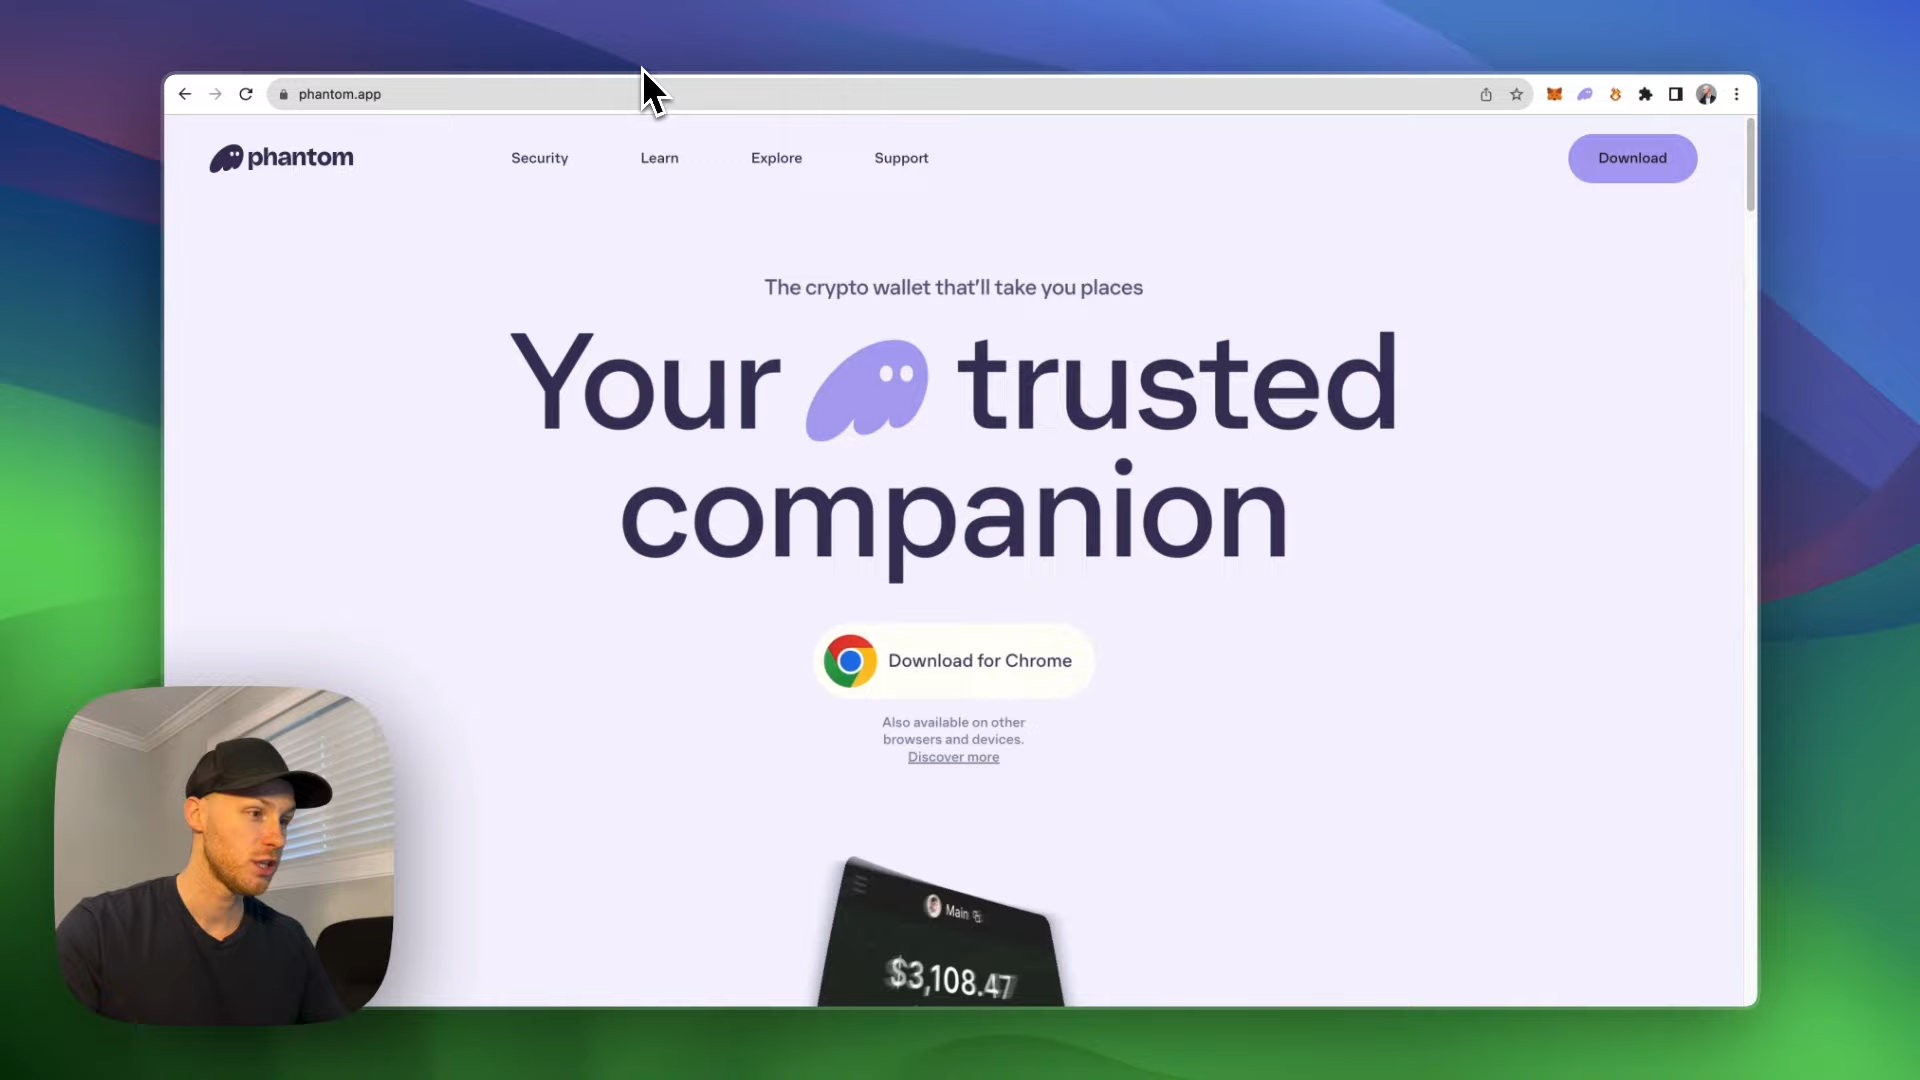 phantom.app
phantom
Security
Learn
Explore
Support
Download
The crypto wallet that'll take you places
Your trusted
companion
Download for Chrome
Also available on other
browsers and devices.
Discover more
Main
$3,108.47